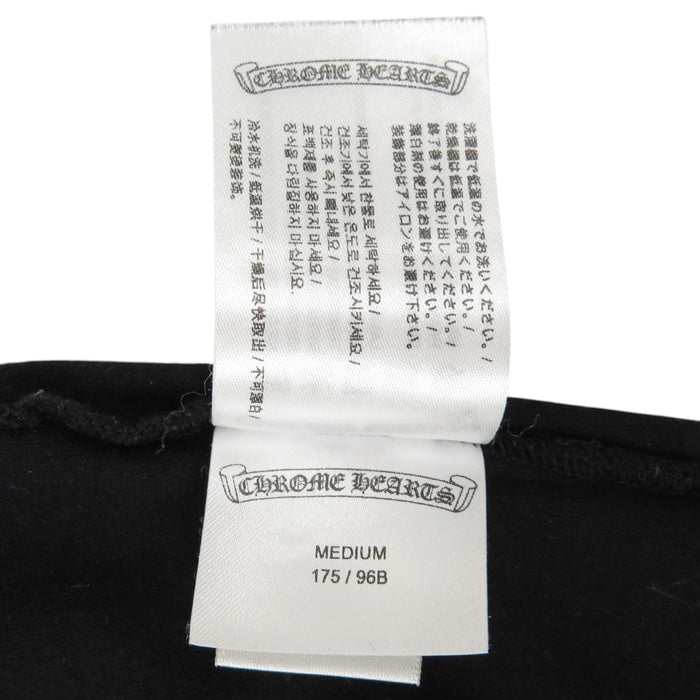 CHROME HEARTS
洗濯機で低温の水でお洗いください。/
乾燥器は低温でご使用ください。/
終了後すぐに取り出してください。/
漂白剤の使用はお避けください。/
装飾部分はアイロンをお避け下さい。
세탁기에서 찬물로 세탁하세요 /
건조기에서 낮은 온도로 건조시키세요 /
건조 후 즉시 빼내세요 /
표백제를 사용하지 마세요 /
장식을 다림질하지 마십시요.
冷水机洗 / 低温烘干 / 干燥后尽快取出 / 不可漂白 /
不可熨烫参饰。
CHROME HEARTS
MEDIUM
175 / 96B